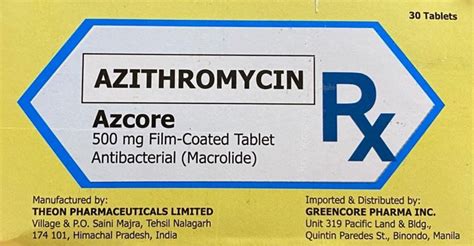 30 Tablets
AZITHROMYCIN
Rx
Azcore
500 mg Film-Coated Tablet
Antibacterial (Macrolide)
Manufactured by:
THEON PHARMACEUTICALS LIMITED
Village & P.O. Saini Majra, Tehsil Nalagarh
174 101, Himachal Pradesh, India
Imported & Distributed by:
GREENCORE PHARMA INC.
Unit 319 Pacific Land & Bldg.,
Quintin Paredes St., Binondo, Manila